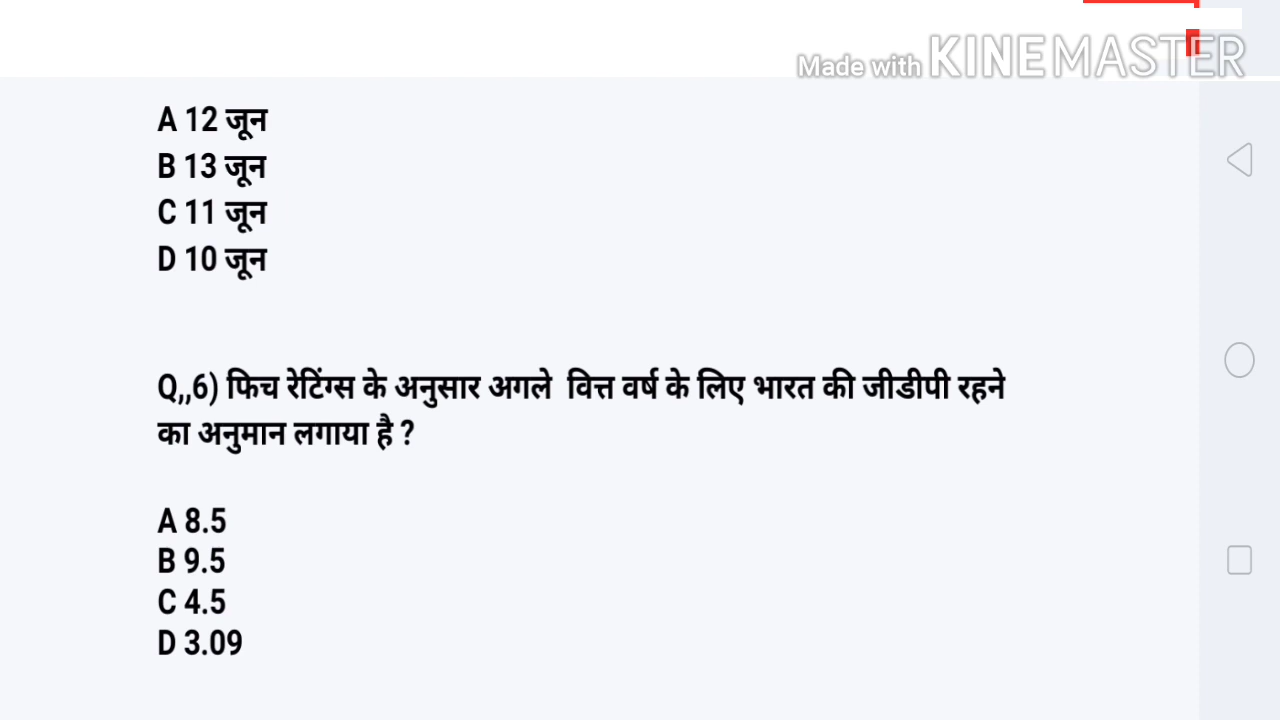 Made with KINEMASTER
A 12 जून
B 13 जून
C 11 जून
D 10 जून
Q,,6) फिच रेटिंग्स के अनुसार अगले वित्त वर्ष के लिए भारत की जीडीपी रहने
का अनुमान लगाया है ?
A 8.5
B 9.5
C 4.5
D 3.09